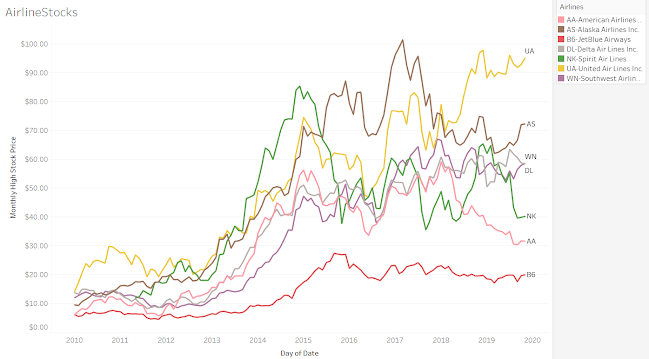 AirlineStocks
Airlines
AA-American Airlines ...
AS-Alaska Airlines Inc.
B6-JetBlue Airways
DL-Delta Air Lines Inc.
NK-Spirit Air Lines
UA-United Air Lines Inc.
WN-Southwest Airlin...
Monthly High Stock Price
$100.00
$90.00
$80.00
$70.00
$60.00
$50.00
$40.00
$30.00
$20.00
$10.00
$0.00
UA
AS
WN
DL
NK
AA
B6
2010 2011 2012 2013 2014 2015 2016 2017 2018 2019 2020
Day of Date